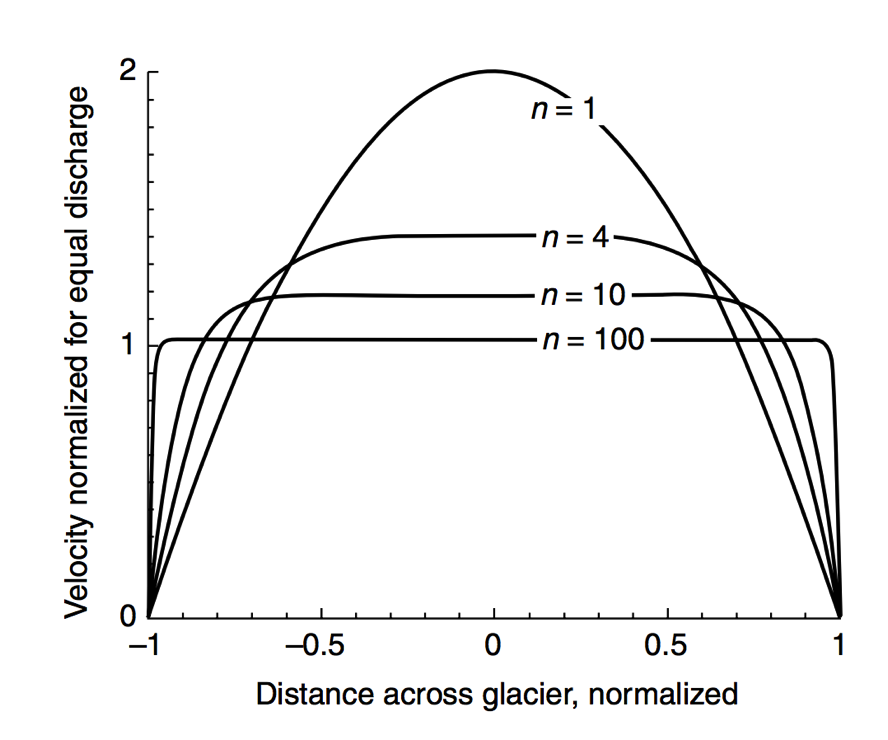 2
n = 1
n = 4
n = 10
1
n = 100
0
–1
–0.5
0
0.5
1
Distance across glacier, normalized
Velocity normalized for equal discharge